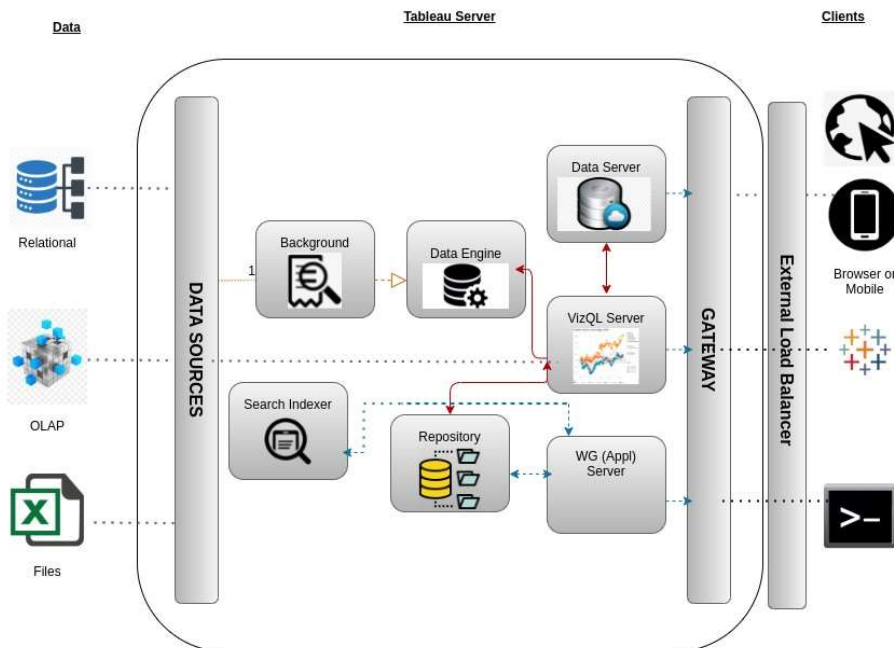 Data
Tableau Server
Clients
Relational
OLAP
Files
DATA SOURCES
1
Background
Data Engine
Data Server
VizQL Server
Search Indexer
Repository
WG (Appl)
Server
GATEWAY
External Load Balancer
Browser or
Mobile